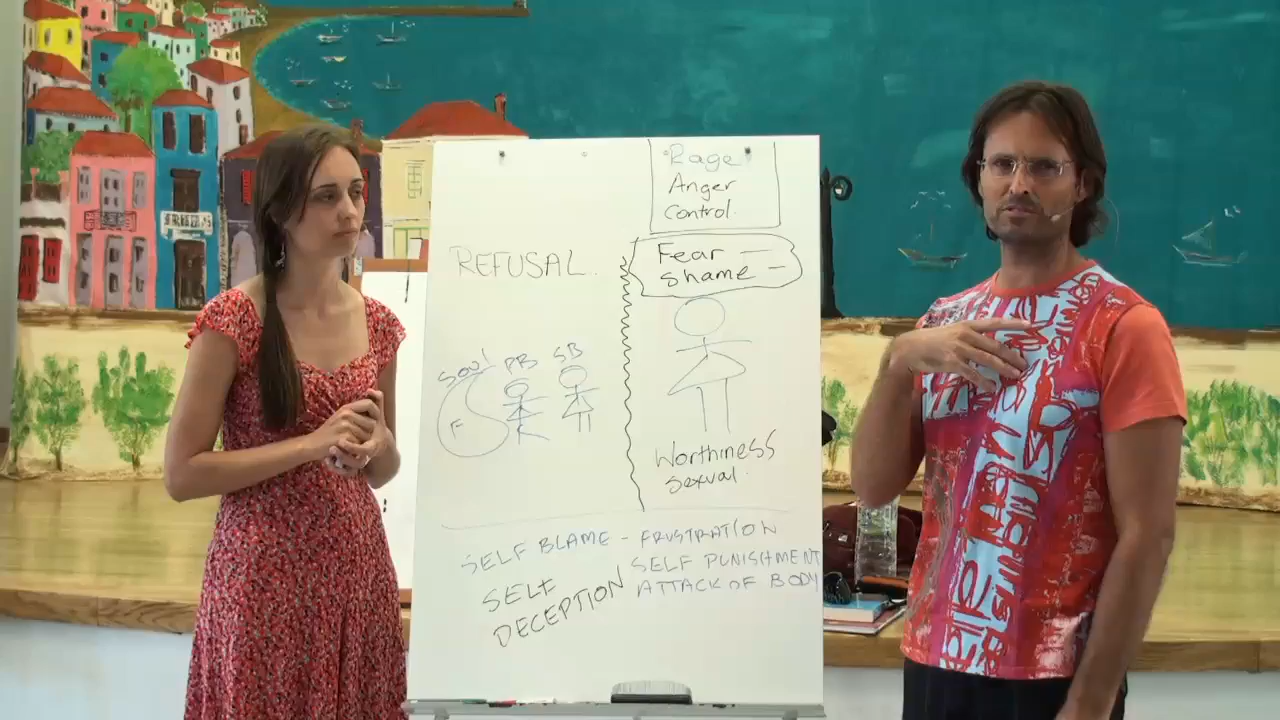 Rage
Anger
Control.
REFUSAL..
Fear —
Shame —
Soul PB SB
F
Worthiness
Sexual.
SELF BLAME - FRUSTRATION
SELF DECEPTION
SELF PUNISHMENT
ATTACK OF BODY